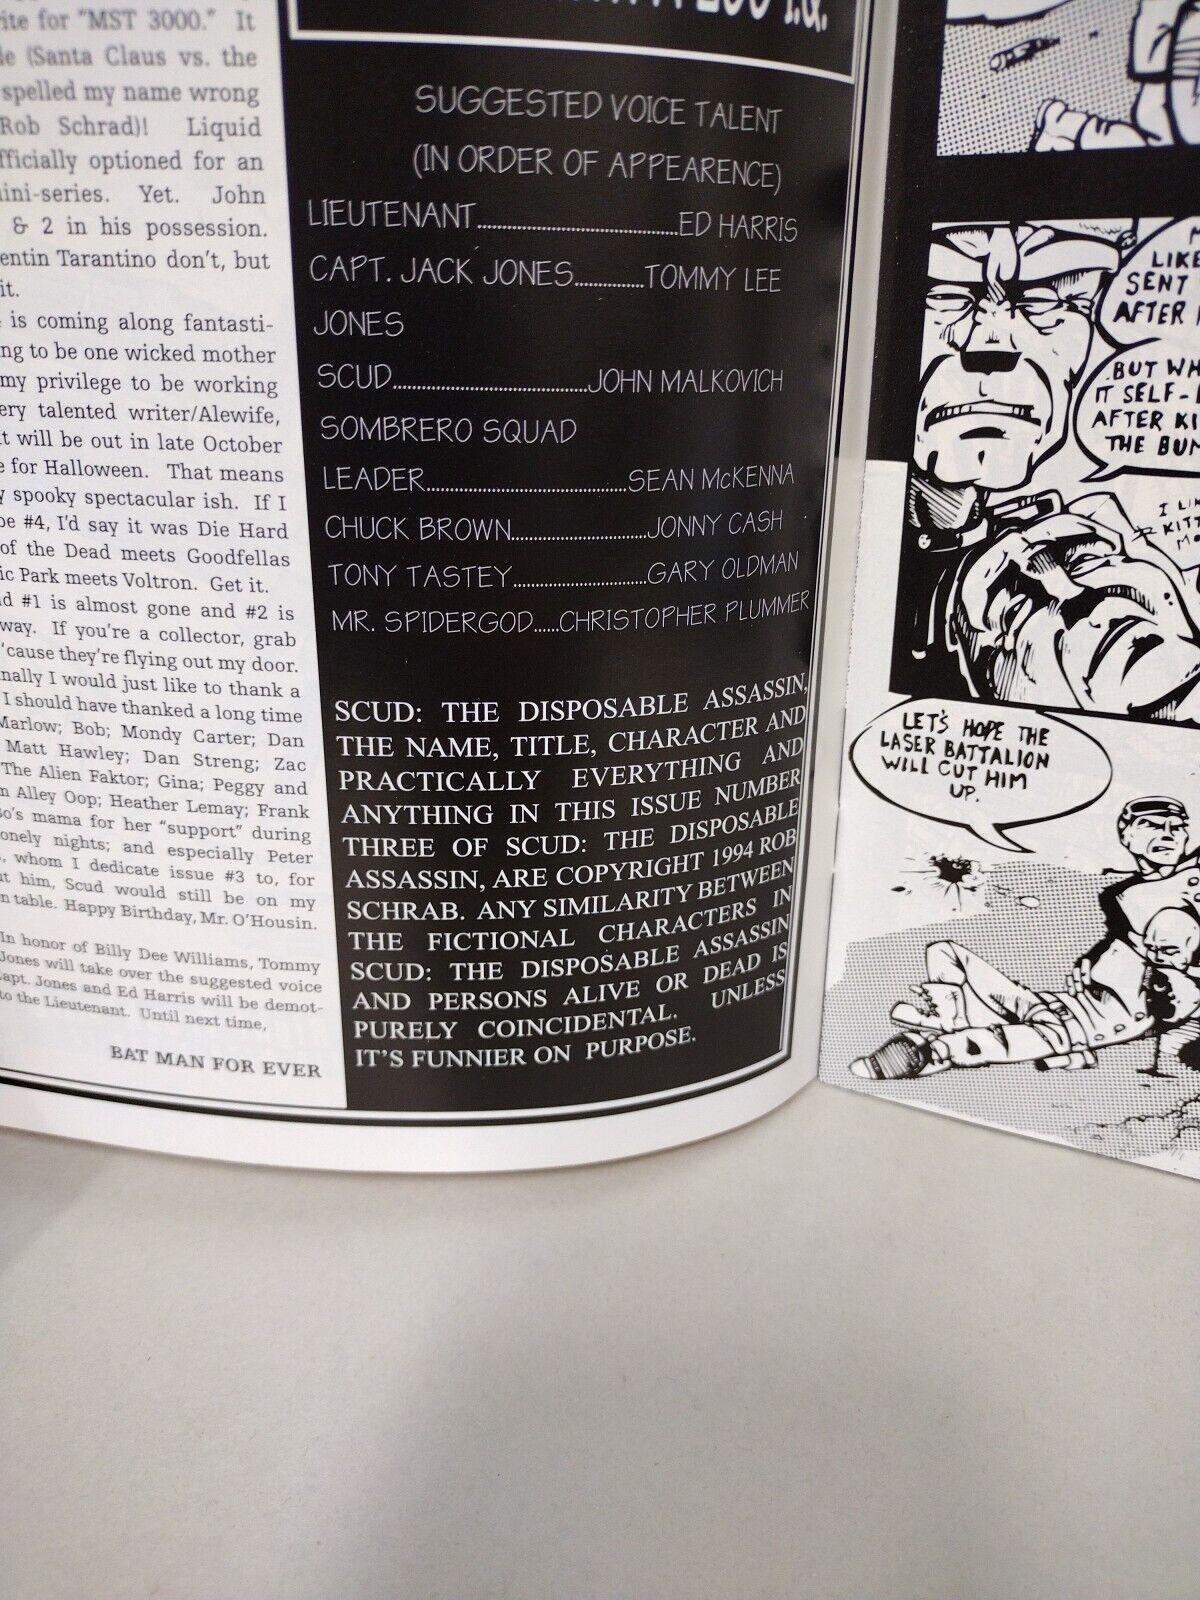 ite for "MST 3000." It
(Santa Claus vs. the
spelled my name wrong
Rob Schrad)! Liquid
fficially optioned for an
ini-series. Yet. John
& 2 in his possession.
entin Tarantino don't, but
it.
is coming along fantasti-
ng to be one wicked mother
my privilege to be working
ery talented writer/Alewife,
It will be out in late October
e for Halloween. That means
y spooky spectacular ish. If I
be #4, I'd say it was Die Hard
of the Dead meets Goodfellas
ic Park meets Voltron. Get it.
d #1 is almost gone and #2 is
way. If you're a collector, grab
'cause they're flying out my door.
nally I would just like to thank a
I should have thanked a long time
Marlow; Bob; Mondy Carter; Dan
Matt Hawley; Dan Streng; Zac
The Alien Faktor; Gina; Peggy and
n Alley Oop; Heather Lemay; Frank
o's mama for her "support" during
onely nights; and especially Peter
, whom I dedicate issue #3 to, for
ut him, Scud would still be on my
n table. Happy Birthday, Mr. O'Housin.
In honor of Billy Dee Williams, Tommy
Jones will take over the suggested voice
Capt. Jones and Ed Harris will be demot-
to the Lieutenant. Until next time,
BAT MAN FOR EVER
I.Q.
SUGGESTED VOICE TALENT
(IN ORDER OF APPEARENCE)
LIEUTENANT..............................ED HARRIS
CAPT. JACK JONES..............TOMMY LEE
JONES
SCUD..............................JOHN MALKOVICH
SOMBRERO SQUAD
LEADER..............................SEAN McKENNA
CHUCK BROWN....................JONNY CASH
TONY TASTEY....................GARY OLDMAN
MR. SPIDERGOD.....CHRISTOPHER PLUMMER
SCUD: THE DISPOSABLE ASSASSIN,
THE NAME, TITLE, CHARACTER AND
PRACTICALLY EVERYTHING AND
ANYTHING IN THIS ISSUE NUMBER
THREE OF SCUD: THE DISPOSABLE
ASSASSIN, ARE COPYRIGHT 1994 ROB
SCHRAB. ANY SIMILARITY BETWEEN
THE FICTIONAL CHARACTERS IN
SCUD: THE DISPOSABLE ASSASSIN
AND PERSONS ALIVE OR DEAD IS
PURELY COINCIDENTAL. UNLESS
IT'S FUNNIER ON PURPOSE.
LIKE
SENT
AFTER
BUT WH
IT SELF-
AFTER KI
THE BUM
I LI
KITT
MO
LET'S HOPE THE
LASER BATTALION
WILL CUT HIM
UP.